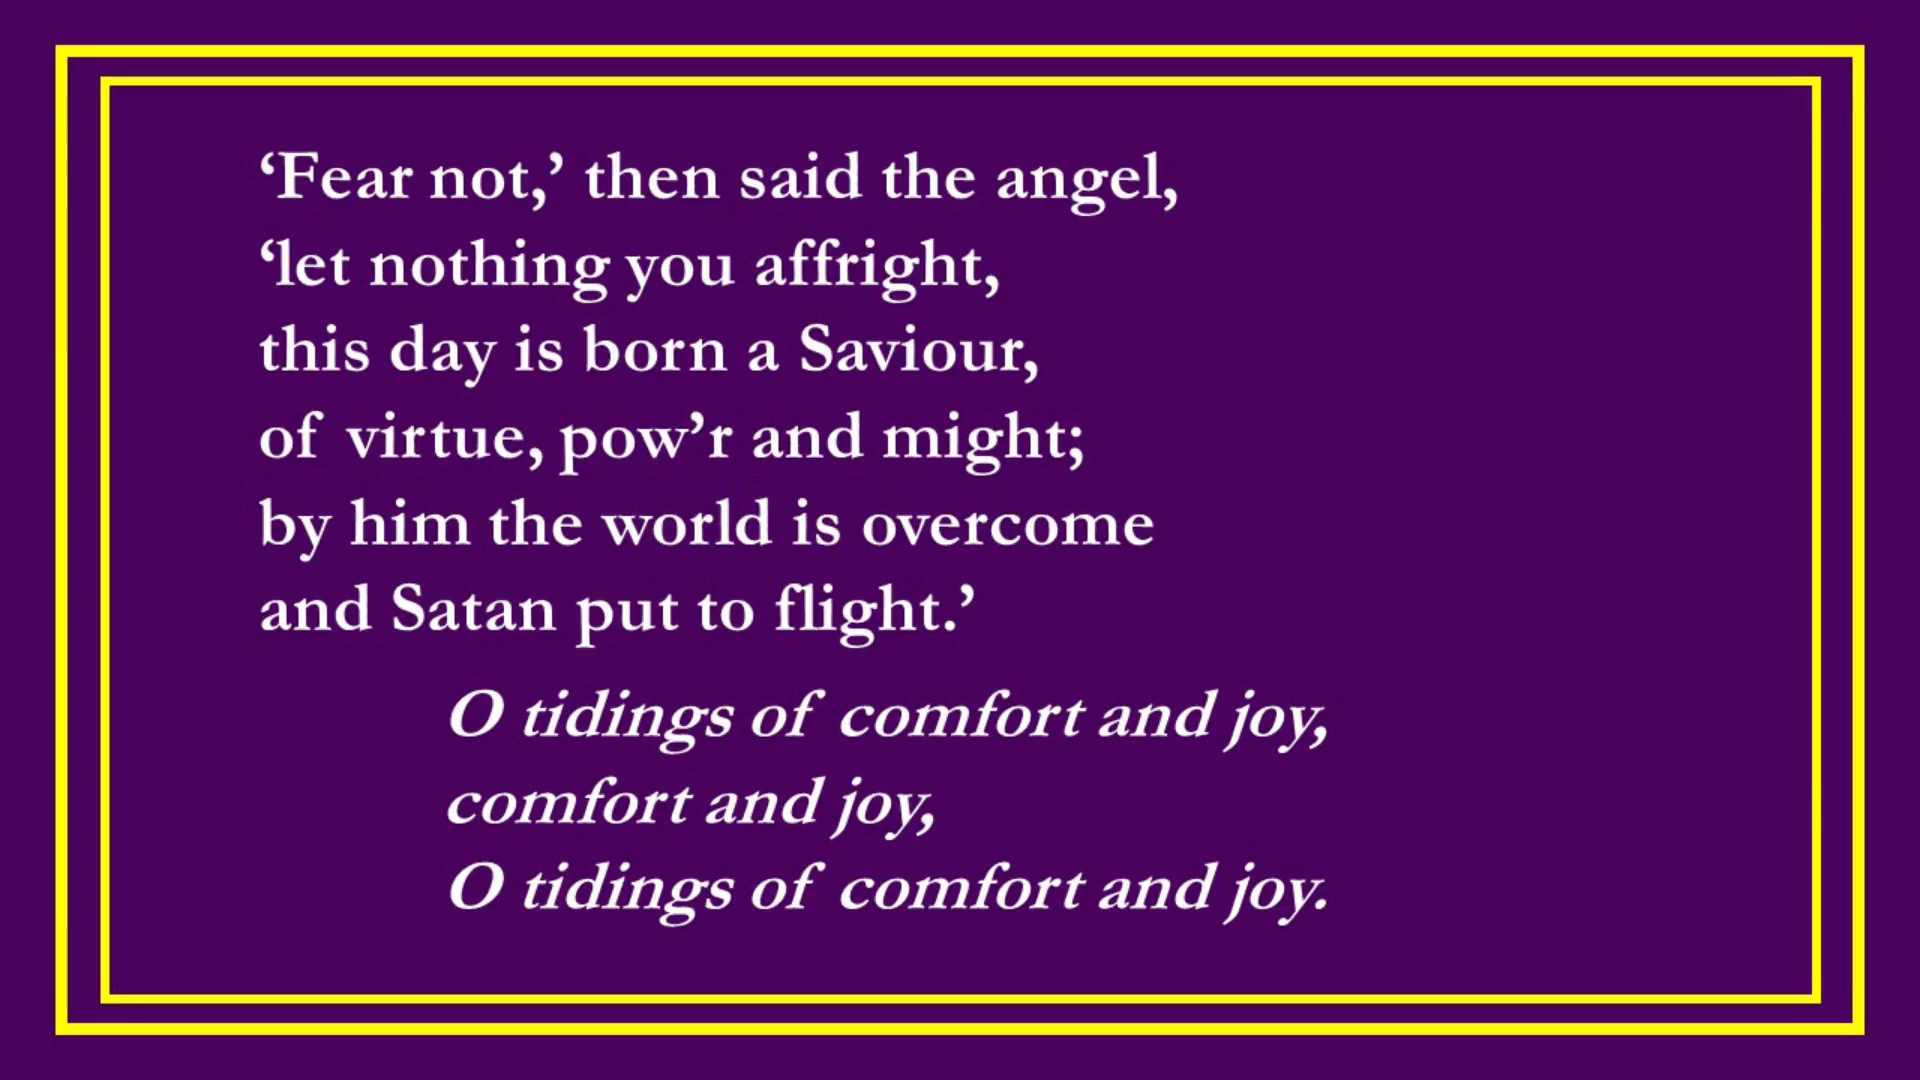 ‘Fear not,’ then said the angel,
‘let nothing you affright,
this day is born a Saviour,
of virtue, pow’r and might;
by him the world is overcome
and Satan put to flight.’
O tidings of comfort and joy,
comfort and joy,
O tidings of comfort and joy.